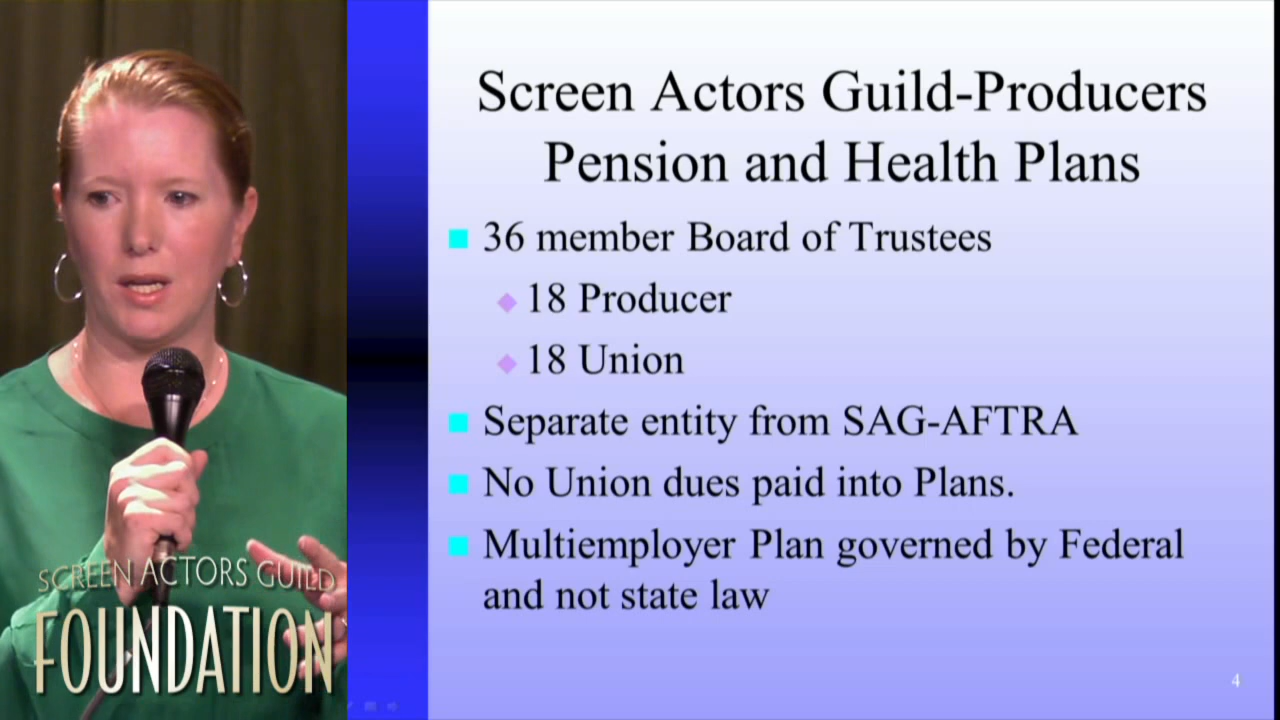 Screen Actors Guild-Producers
Pension and Health Plans
36 member Board of Trustees
18 Producer
18 Union
Separate entity from SAG-AFTRA
No Union dues paid into Plans.
Multiemployer Plan governed by Federal
and not state law
4
SCREEN ACTORS GUILD
FOUNDATION